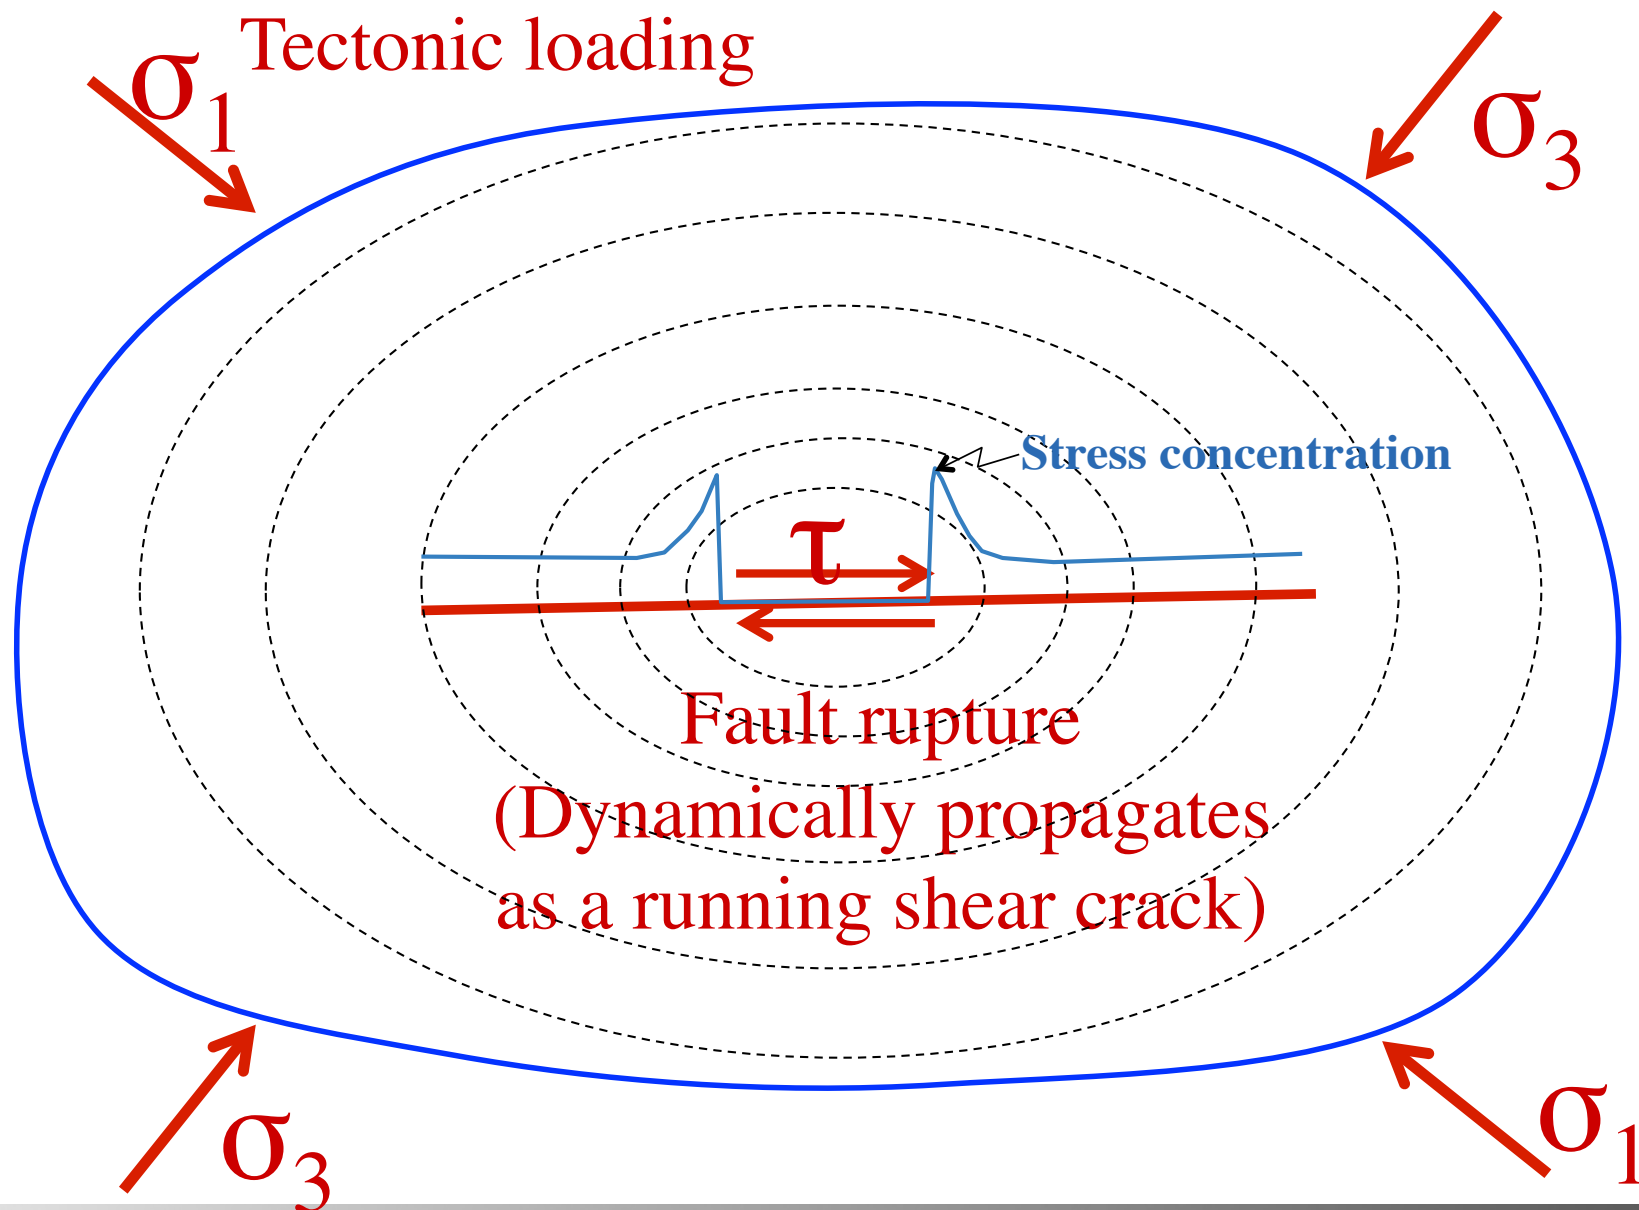 Tectonic loading
σ1
σ3
Stress concentration
τ
Fault rupture
(Dynamically propagates
as a running shear crack)
σ3
σ1